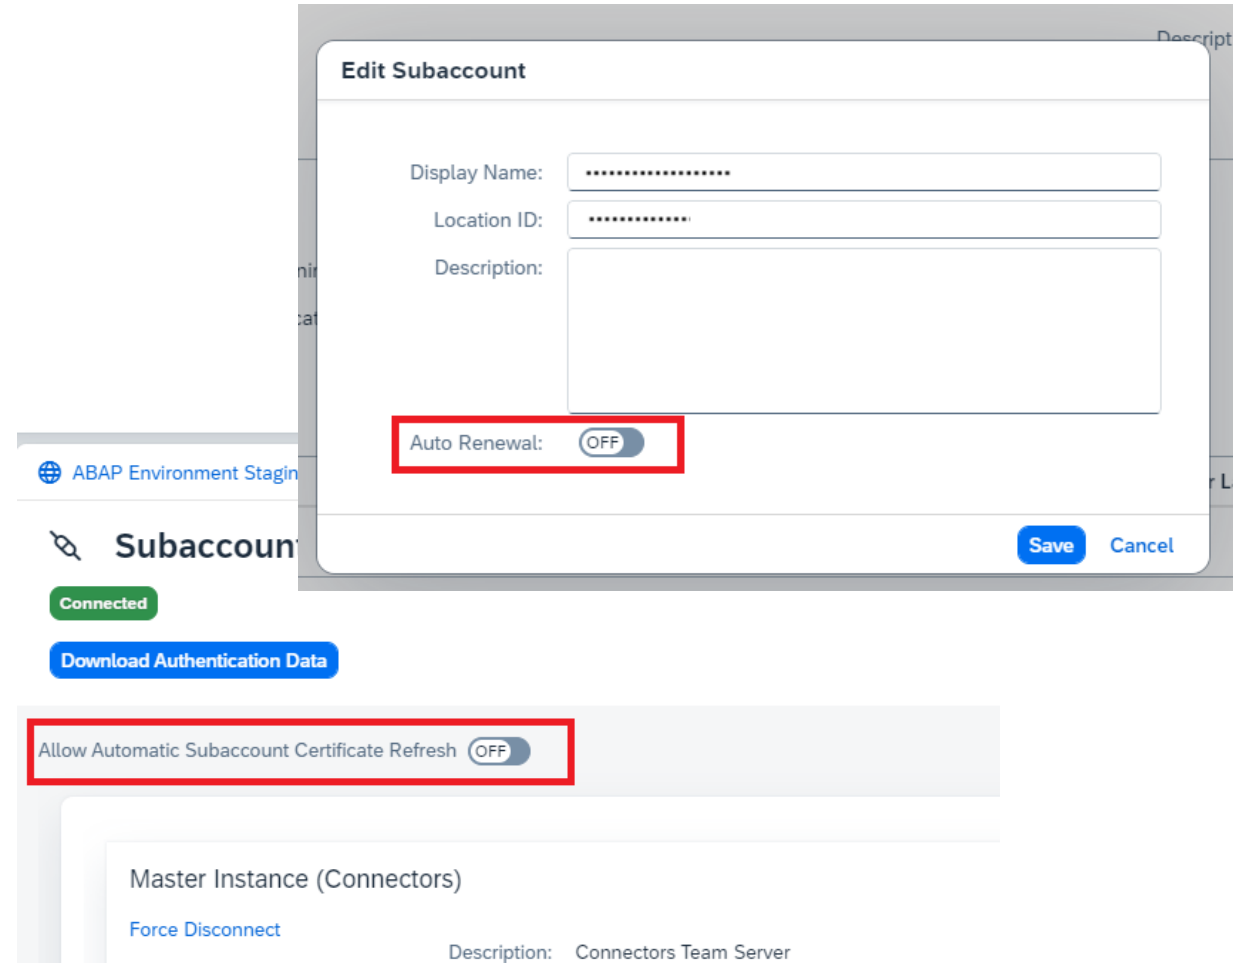 Descript
Edit Subaccount
Display Name:
Location ID:
Description:
Auto Renewal: OFF
Save Cancel
ABAP Environment Stagin
r L
Subaccoun
Connected
Download Authentication Data
Allow Automatic Subaccount Certificate Refresh OFF
Master Instance (Connectors)
Force Disconnect
Description: Connectors Team Server